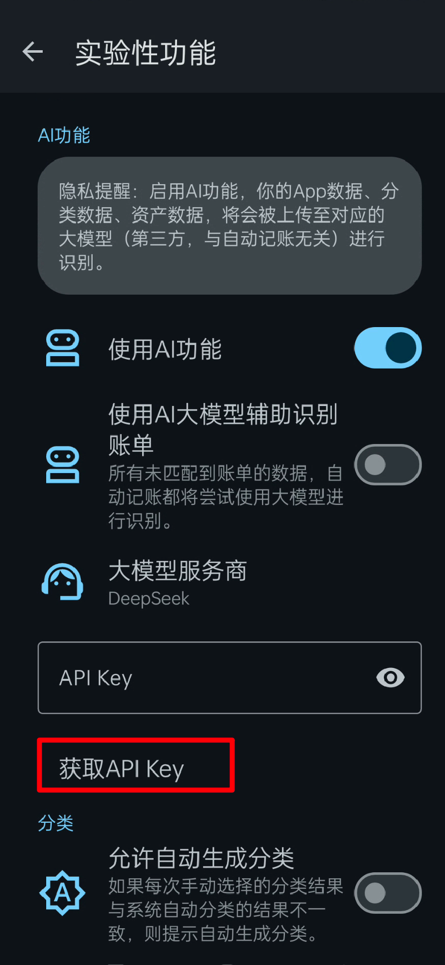 实验性功能
AI功能
隐私提醒：启用AI功能，你的App数据、分
类数据、资产数据，将会被上传至对应的
大模型（第三方，与自动记账无关）进行
识别。
使用AI功能
使用AI大模型辅助识别
账单
所有未匹配到账单的数据，自
动记账都将尝试使用大模型进
行识别。
大模型服务商
DeepSeek
API Key
获取API Key
分类
允许自动生成分类
A
如果每次手动选择的分类结果
与系统自动分类的结果不一
致，则提示自动生成分类。